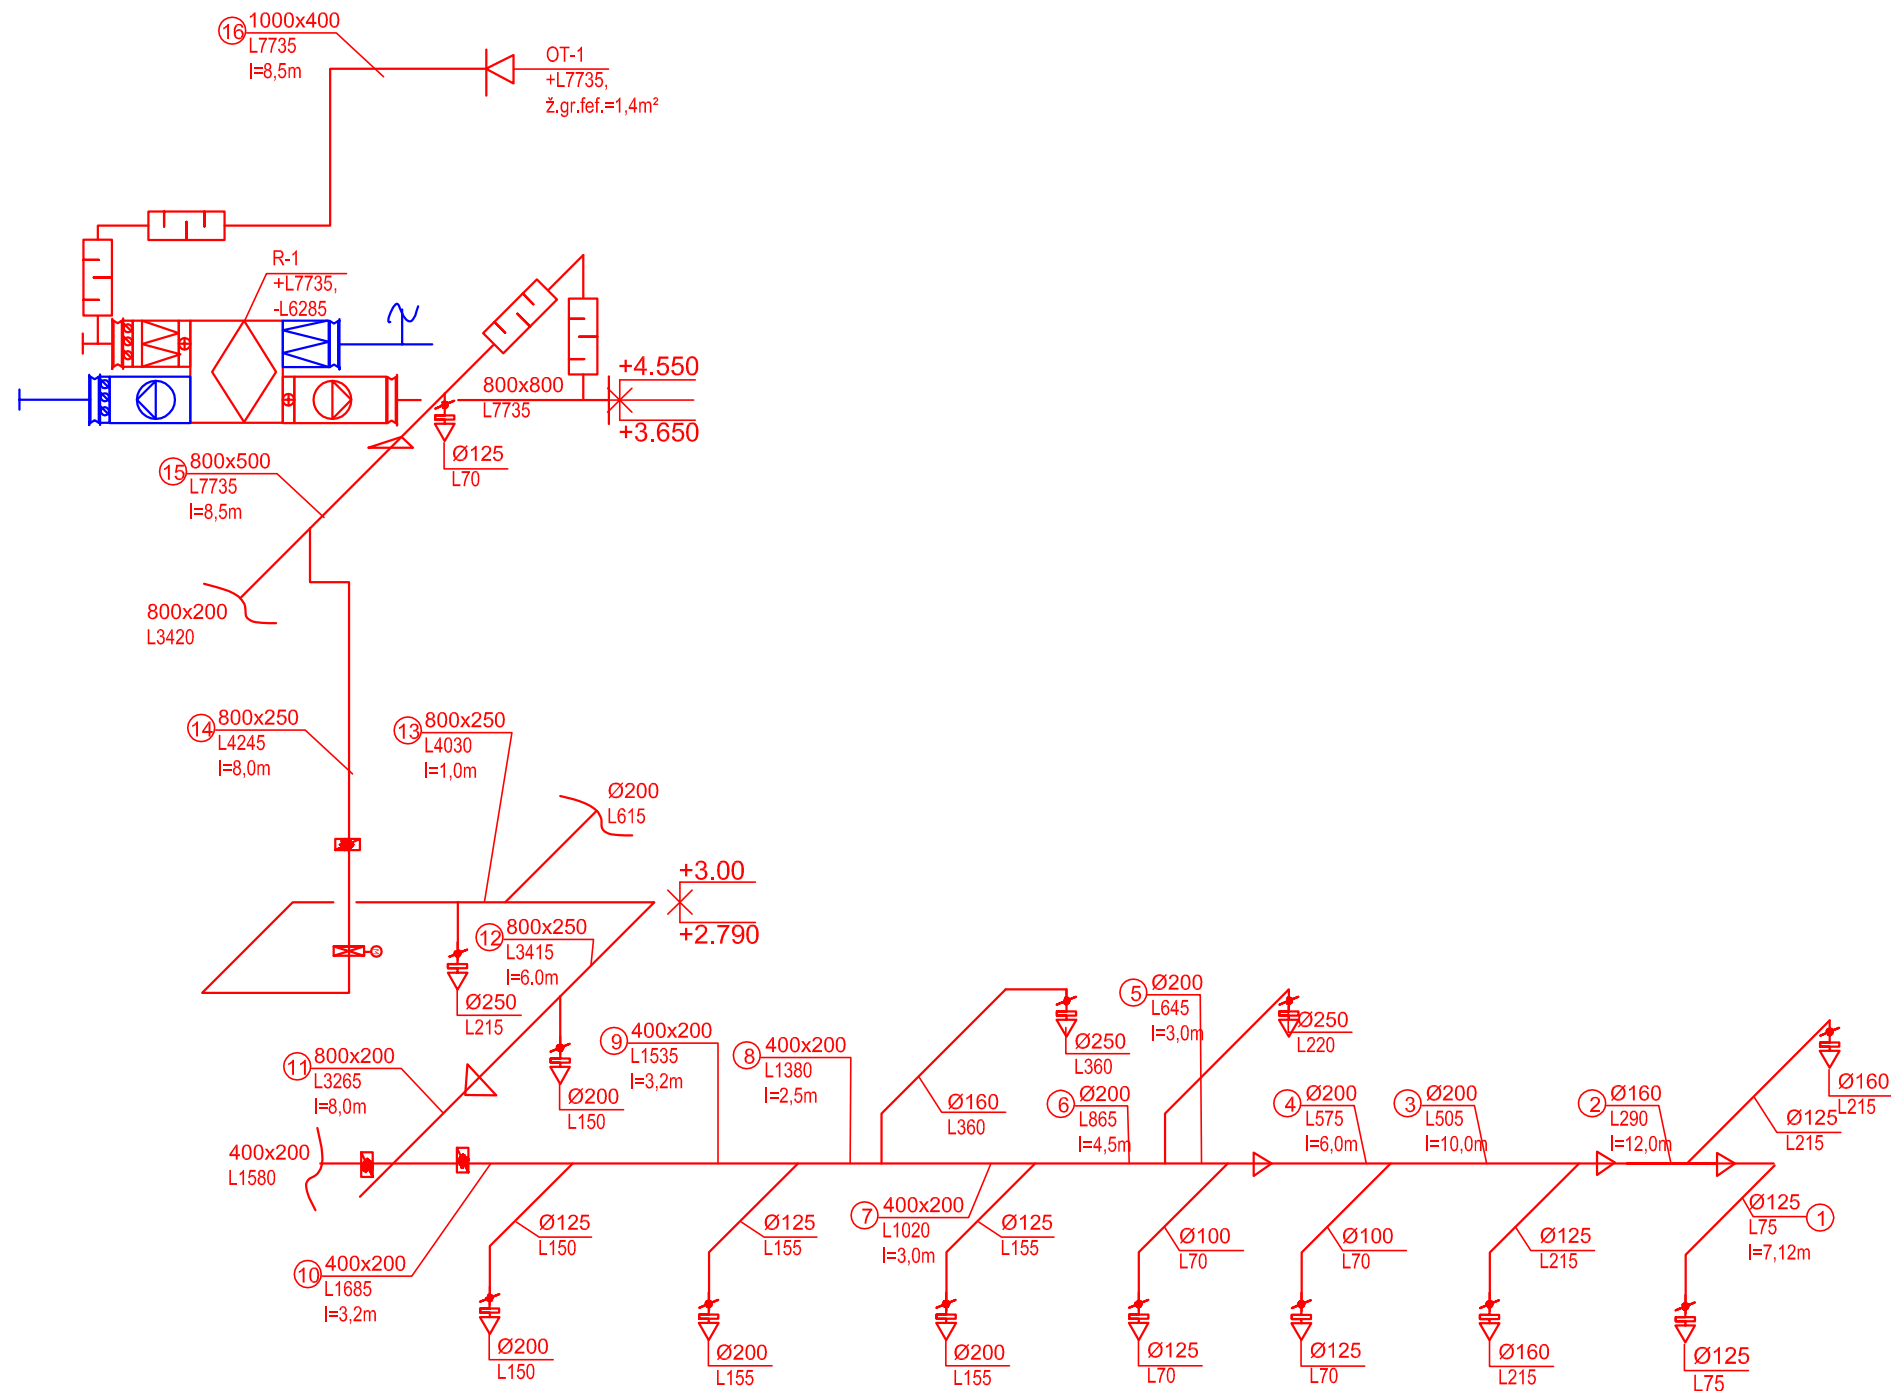 16
1000x400
L7735
l=8,5m
OT-1
+L7735,
ž.gr.fef.=1,4m²
R-1
+L7735,
-L6285
800x800
L7735
+4.550
+3.650
Ø125
L70
15
800x500
L7735
l=8,5m
800x200
L3420
14
800x250
L4245
l=8,0m
13
800x250
L4030
l=1,0m
Ø200
L615
+3.00
+2.790
12
800x250
L3415
l=6.0m
Ø250
L215
11
800x200
L3265
l=8,0m
Ø200
L150
9
400x200
L1535
l=3,2m
8
400x200
L1380
l=2,5m
Ø250
L360
Ø160
L360
5
Ø200
L645
l=3,0m
Ø250
L220
6
Ø200
L865
l=4,5m
4
Ø200
L575
l=6,0m
3
Ø200
L505
l=10,0m
2
Ø160
L290
l=12,0m
Ø160
L215
Ø125
L215
400x200
L1580
10
400x200
L1685
l=3,2m
Ø125
L150
Ø125
L155
7
400x200
L1020
l=3,0m
Ø125
L155
Ø100
L70
Ø100
L70
Ø125
L215
Ø125
L75
l=7,12m
1
Ø200
L150
Ø200
L155
Ø200
L155
Ø125
L70
Ø125
L70
Ø160
L215
Ø125
L75